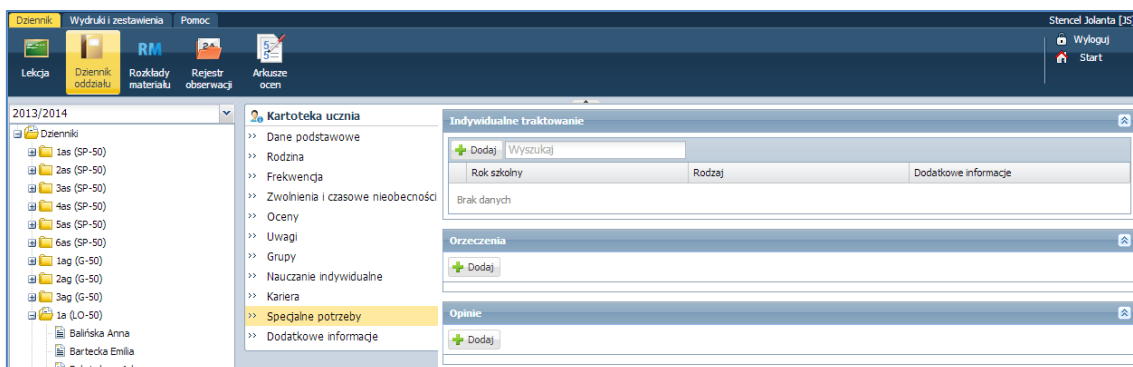 Dziennik Wydruki i zestawienia Pomoc Stencel Jolanta [JS
Wyloguj
Start
RM
Lekcja
Dziennik oddziału
Rozkłady materiału
Rejestr obserwacji
Arkusze ocen
2013/2014
Dzienniki
1as (SP-50)
2as (SP-50)
3as (SP-50)
4as (SP-50)
5as (SP-50)
6as (SP-50)
1ag (G-50)
2ag (G-50)
3ag (G-50)
1a (LO-50)
Balińska Anna
Bartecka Emilia
Kartoteka ucznia
>> Dane podstawowe
>> Rodzina
>> Frekwencja
>> Zwolnienia i czasowe nieobecności
>> Oceny
>> Uwagi
>> Grupy
>> Nauczanie indywidualne
>> Kariera
>> Specjalne potrzeby
>> Dodatkowe informacje
Indywidualne traktowanie
Dodaj Wyszukaj
Rok szkolny Rodzaj Dodatkowe informacje
Brak danych
Orzeczenia
Dodaj
Opinie
Dodaj